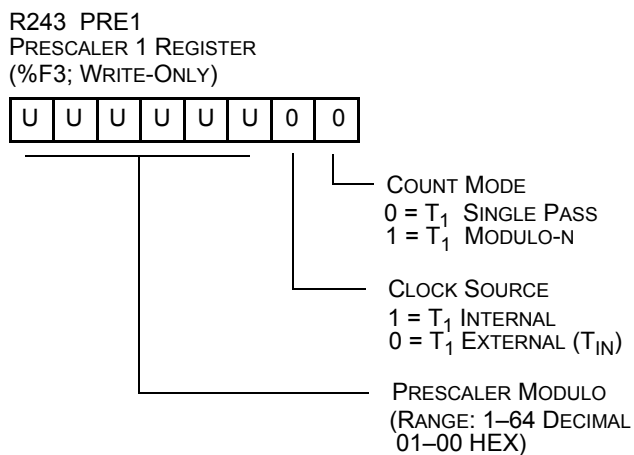 R243 PRE1
PRESCALER 1 REGISTER
(%F3; WRITE-ONLY)
U U U U U U 0 0
COUNT MODE
0 = T1 SINGLE PASS
1 = T1 MODULO-N
CLOCK SOURCE
1 = T1 INTERNAL
0 = T1 EXTERNAL (TIN)
PRESCALER MODULO
(RANGE: 1–64 DECIMAL
01–00 HEX)